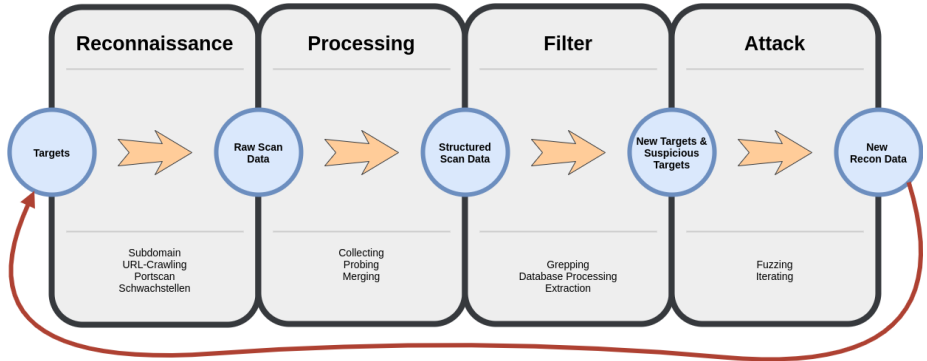 Reconnaissance
Processing
Filter
Attack
Targets
Raw Scan
Data
Structured
Scan Data
New Targets &
Suspicious
Targets
New
Recon Data
Subdomain
URL-Crawling
Portscan
Schwachstellen
Collecting
Probing
Merging
Grepping
Database Processing
Extraction
Fuzzing
Iterating